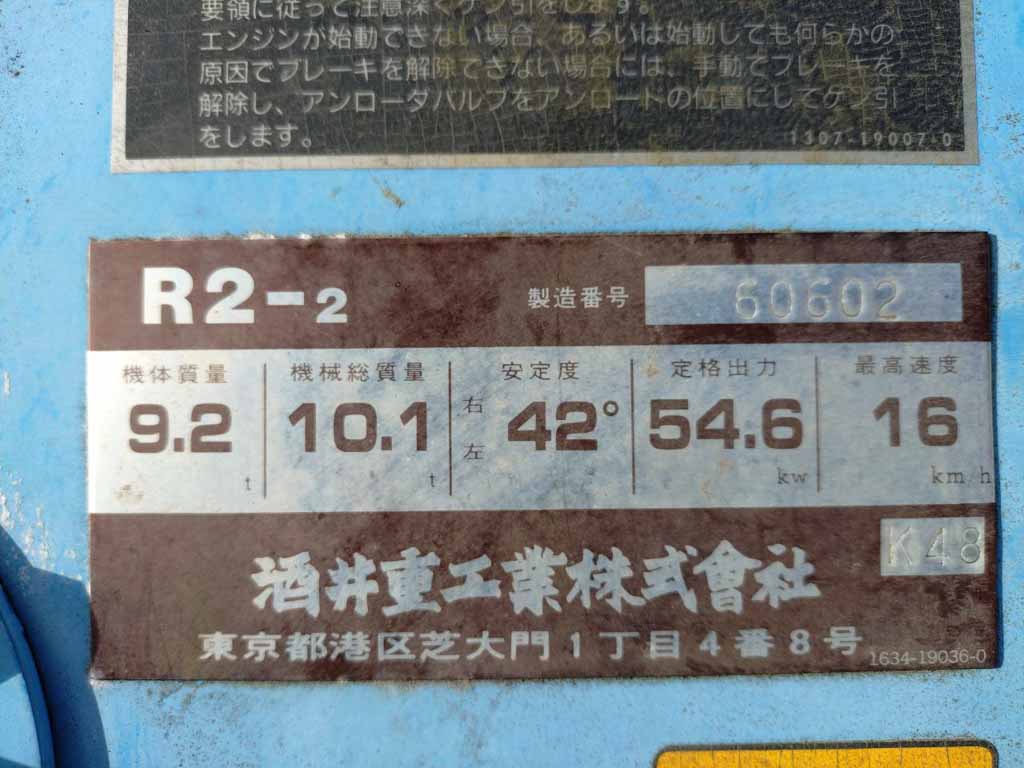 要領に従って注意深くケン引をします。
エンジンが始動できない場合、あるいは始動しても何らかの
原因でブレーキを解除できない場合には、手動でブレーキを
解除し、アンローダバルブをアンロードの位置にしてケン引
をします。
1307-19007-0
R2-2 製造番号 60602
機体質量 機械総質量 安定度 定格出力 最高速度
9.2 t 10.1 t 右 左 42° 54.6 kw 16 km/h
K48
酒井重工業株式會社
東京都港区芝大門1丁目4番8号
1634-19036-0